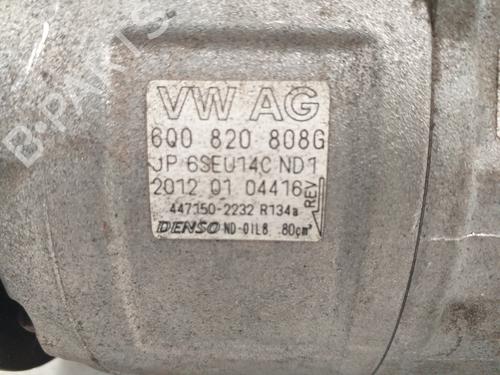 VW AG
6Q0 820 808G
JP 6SEU14C ND1
2012 01 04416
REV
447150-2232 R134a
DENSO ND-OIL8 80cm³
B-PARTS